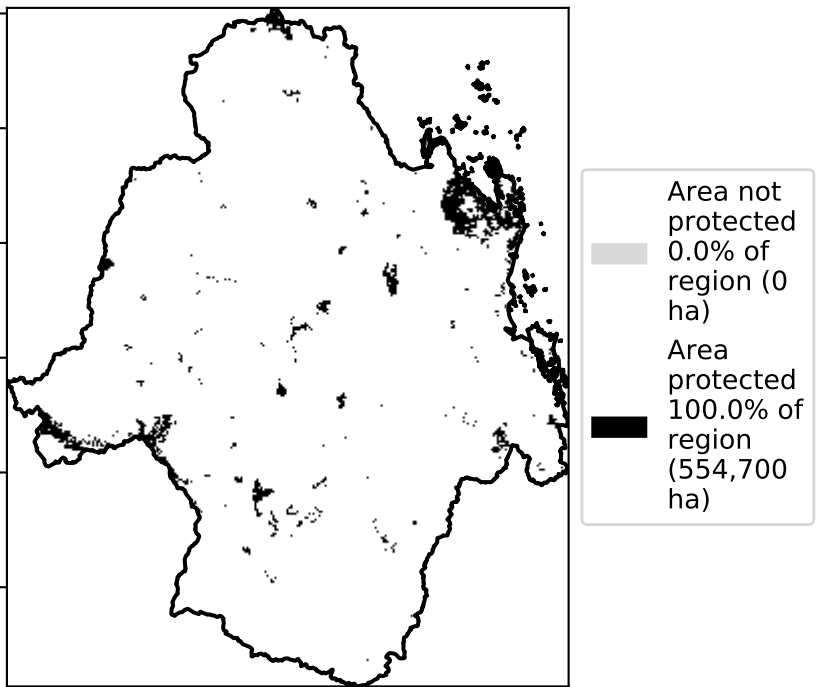 Area not
protected
0.0% of
region (0
ha)
Area
protected
100.0% of
region
(554,700
ha)